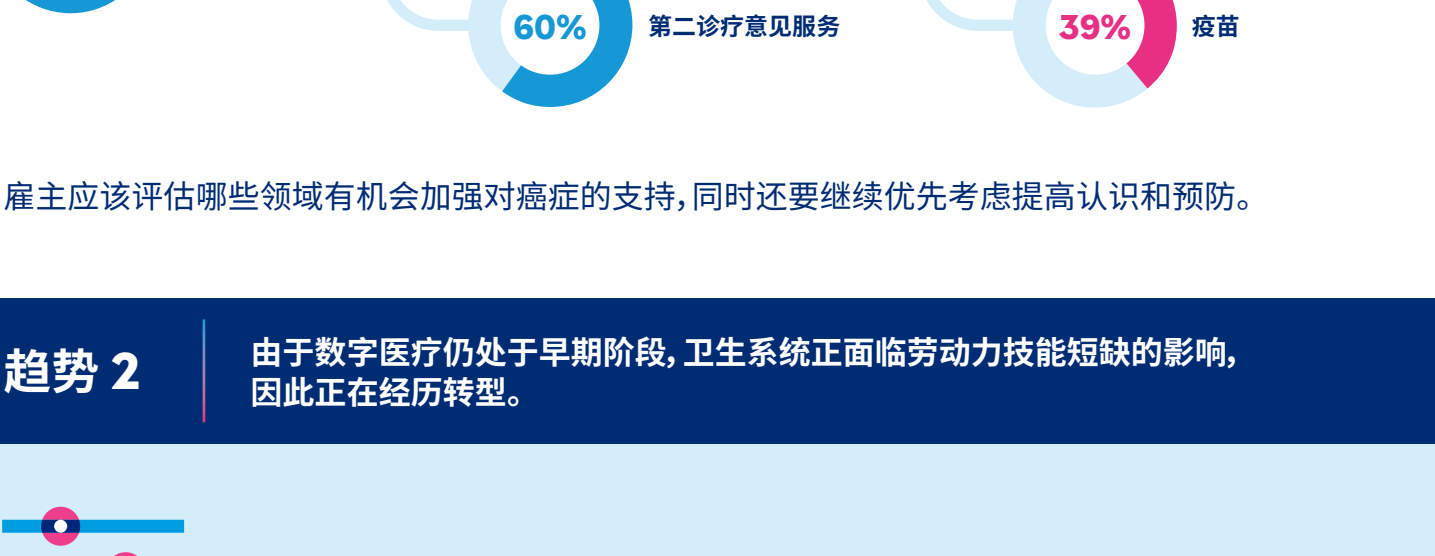 60% 第二诊疗意见服务
39% 疫苗
雇主应该评估哪些领域有机会加强对癌症的支持,同时还要继续优先考虑提高认识和预防。
趋势 2
由于数字医疗仍处于早期阶段,卫生系统正面临劳动力技能短缺的影响,
因此正在经历转型。